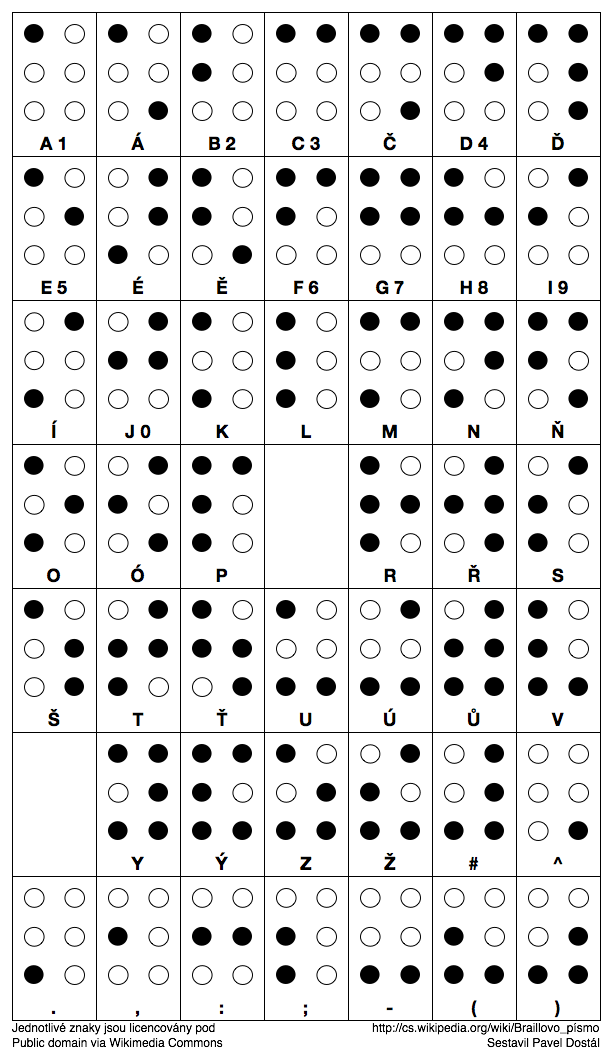 A 1 Á B 2 C 3 Č D 4 Ď
E 5 É Ě F 6 G 7 H 8 I 9
Í J 0 K L M N Ň
O Ó P R Ř S
Š T Ť U Ú Ů V
Y Ý Z Ž # ^
. , : ; - ( )
Jednotlivé znaky jsou licencovány pod http://cs.wikipedia.org/wiki/Braillovo_písmo
Public domain via Wikimedia Commons Sestavil Pavel Dostál